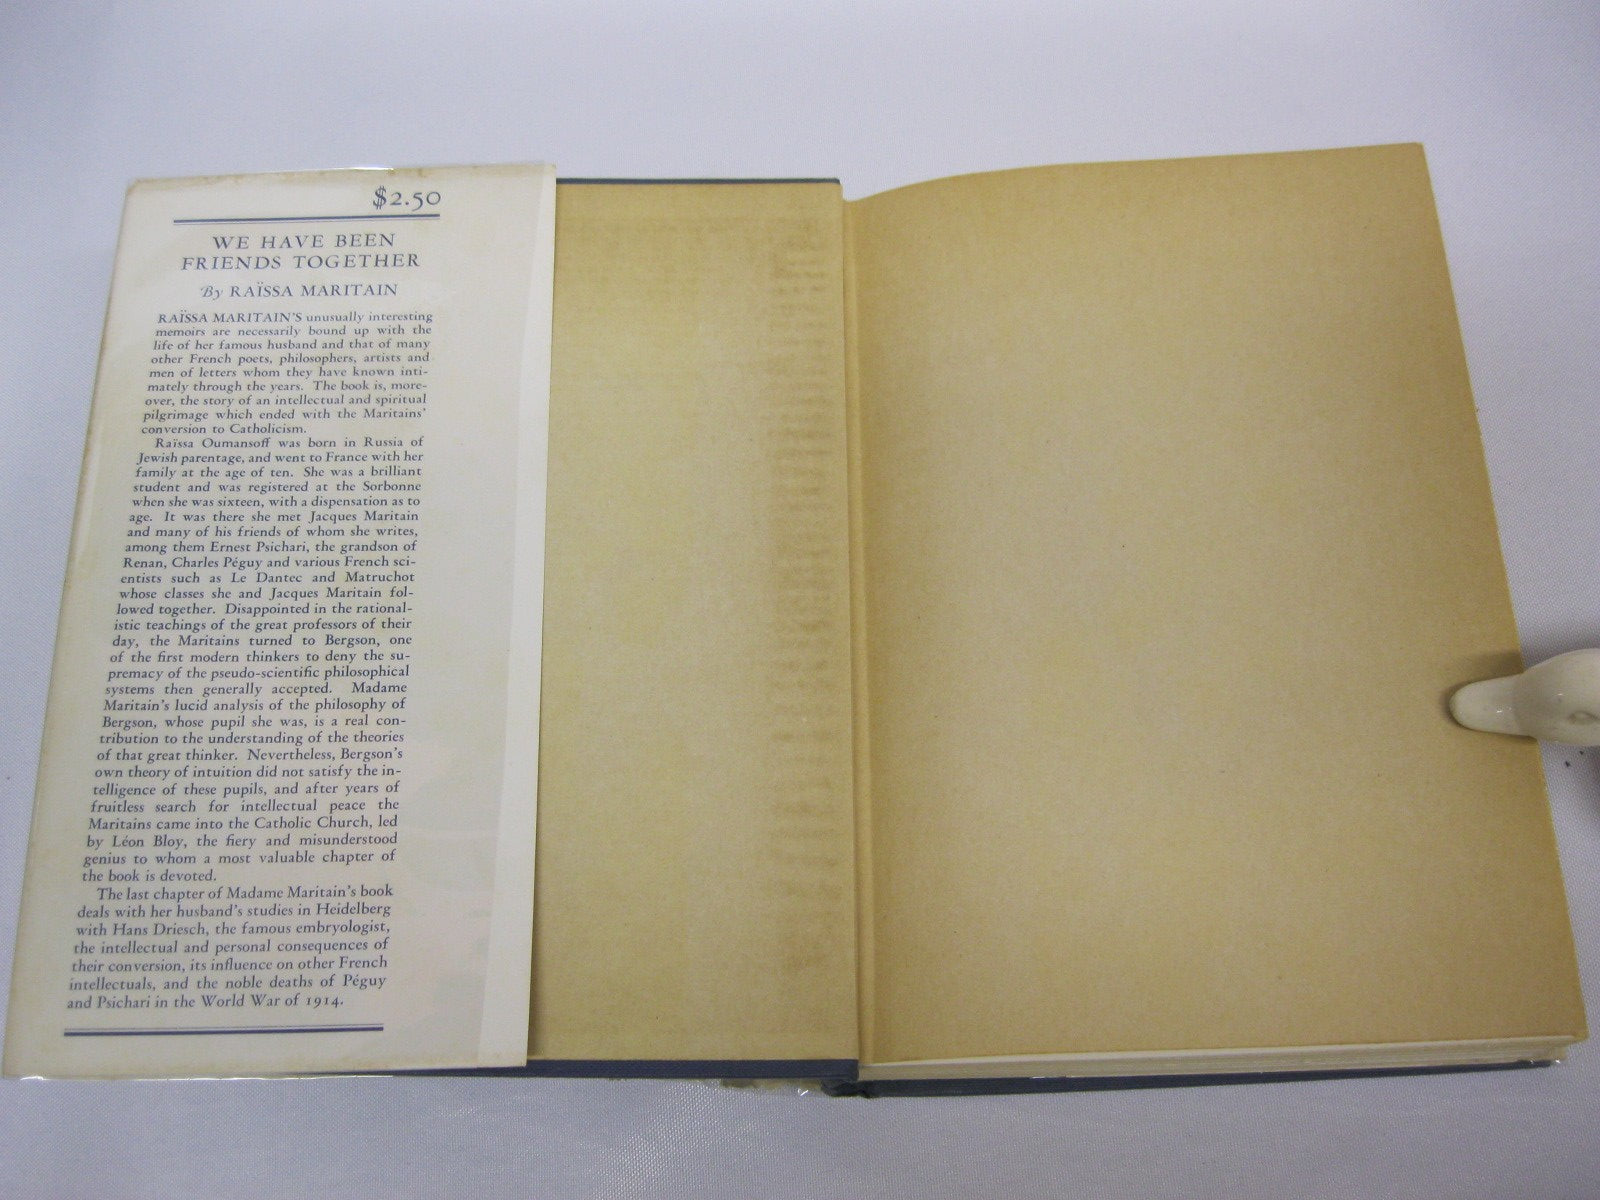 $2.50
WE HAVE BEEN
FRIENDS TOGETHER
By RAÏSSA MARITAIN
RAÏSSA MARITAIN'S unusually interesting
memoirs are necessarily bound up with the
life of her famous husband and that of many
other French poets, philosophers, artists and
men of letters whom they have known inti-
mately through the years. The book is, more-
over, the story of an intellectual and spiritual
pilgrimage which ended with the Maritains'
conversion to Catholicism.
Raïssa Oumansoff was born in Russia of
Jewish parentage, and went to France with her
family at the age of ten. She was a brilliant
student and was registered at the Sorbonne
when she was sixteen, with a dispensation as to
age. It was there she met Jacques Maritain
and many of his friends of whom she writes,
among them Ernest Psichari, the grandson of
Renan, Charles Péguy and various French sci-
entists such as Le Dantec and Matruchot
whose classes she and Jacques Maritain fol-
lowed together. Disappointed in the rational-
istic teachings of the great professors of their
day, the Maritains turned to Bergson, one
of the first modern thinkers to deny the su-
premacy of the pseudo-scientific philosophical
systems then generally accepted. Madame
Maritain's lucid analysis of the philosophy of
Bergson, whose pupil she was, is a real con-
tribution to the understanding of the theories
of that great thinker. Nevertheless, Bergson's
own theory of intuition did not satisfy the in-
telligence of these pupils, and after years of
fruitless search for intellectual peace the
Maritains came into the Catholic Church, led
by Léon Bloy, the fiery and misunderstood
genius to whom a most valuable chapter of
the book is devoted.
The last chapter of Madame Maritain's book
deals with her husband's studies in Heidelberg
with Hans Driesch, the famous embryologist,
the intellectual and personal consequences of
their conversion, its influence on other French
intellectuals, and the noble deaths of Péguy
and Psichari in the World War of 1914.